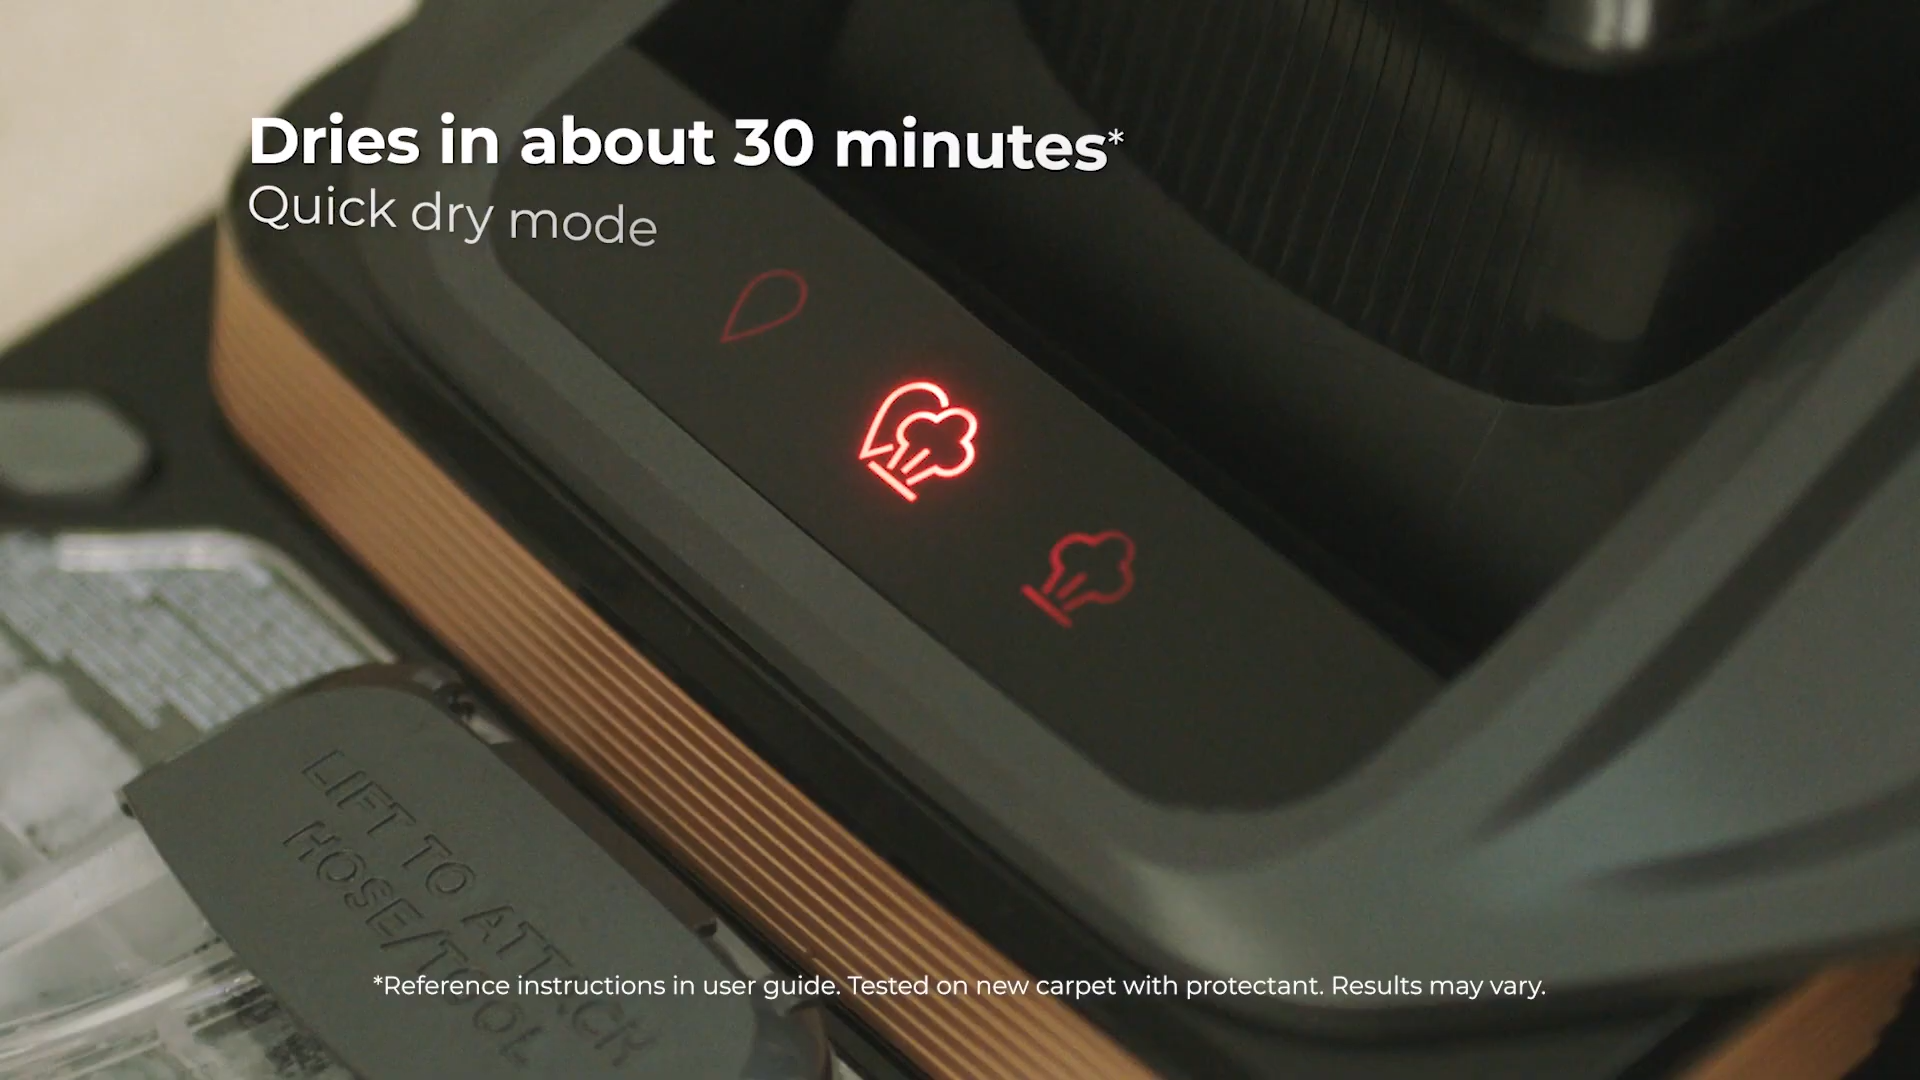 Dries in about 30 minutes*
Quick dry mode
LIFT TO ATTACH
HOSE/TOOL
*Reference instructions in user guide. Tested on new carpet with protectant. Results may vary.